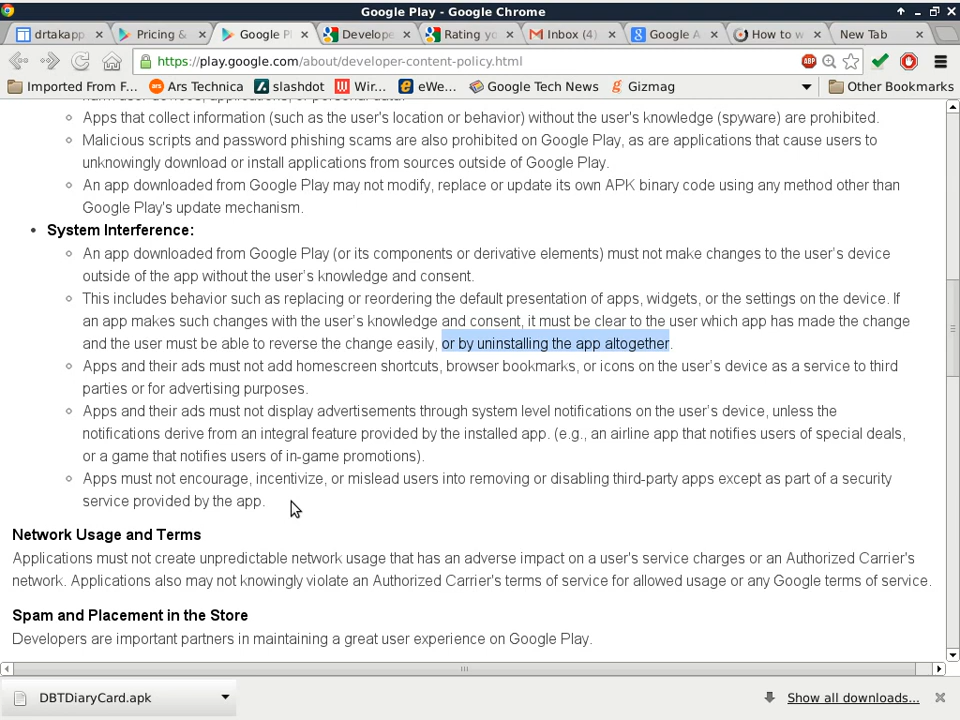 Google Play - Google Chrome
drtakapp
Pricing &
Google P
Develope
Rating yo
Inbox (4)
Google A
How to w
New Tab
https://play.google.com/about/developer-content-policy.html
ABP
Imported From F...
Ars Technica
slashdot
Wir...
eWe...
Google Tech News
Gizmag
Other Bookmarks
harm user devices, applications, or personal data.
Apps that collect information (such as the user's location or behavior) without the user's knowledge (spyware) are prohibited.
Malicious scripts and password phishing scams are also prohibited on Google Play, as are applications that cause users to
unknowingly download or install applications from sources outside of Google Play.
An app downloaded from Google Play may not modify, replace or update its own APK binary code using any method other than
Google Play's update mechanism.
System Interference:
An app downloaded from Google Play (or its components or derivative elements) must not make changes to the user's device
outside of the app without the user's knowledge and consent.
This includes behavior such as replacing or reordering the default presentation of apps, widgets, or the settings on the device. If
an app makes such changes with the user's knowledge and consent, it must be clear to the user which app has made the change
and the user must be able to reverse the change easily, or by uninstalling the app altogether.
Apps and their ads must not add homescreen shortcuts, browser bookmarks, or icons on the user's device as a service to third
parties or for advertising purposes.
Apps and their ads must not display advertisements through system level notifications on the user's device, unless the
notifications derive from an integral feature provided by the installed app. (e.g., an airline app that notifies users of special deals,
or a game that notifies users of in-game promotions).
Apps must not encourage, incentivize, or mislead users into removing or disabling third-party apps except as part of a security
service provided by the app.
Network Usage and Terms
Applications must not create unpredictable network usage that has an adverse impact on a user's service charges or an Authorized Carrier's
network. Applications also may not knowingly violate an Authorized Carrier's terms of service for allowed usage or any Google terms of service.
Spam and Placement in the Store
Developers are important partners in maintaining a great user experience on Google Play.
DBTDiaryCard.apk
Show all downloads...